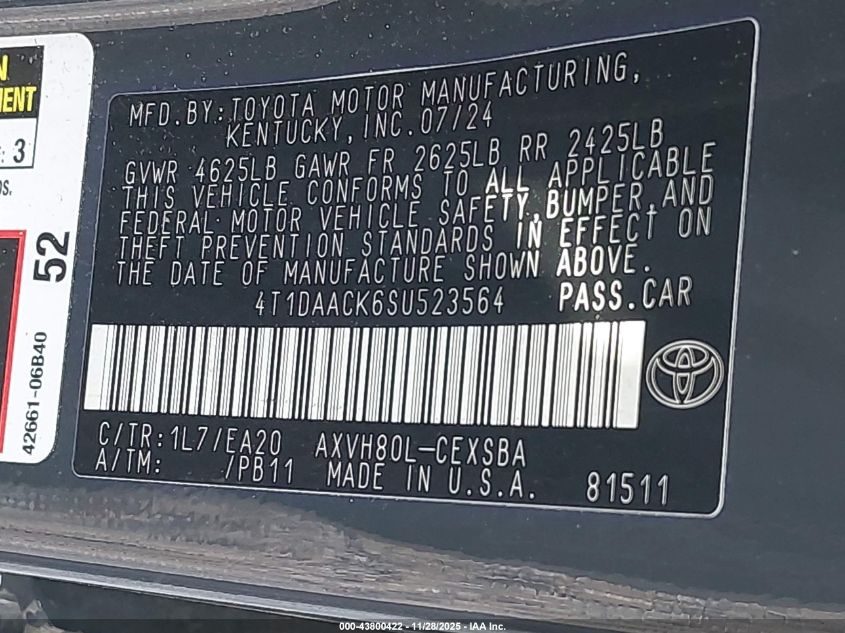 N
MENT
: 3
OS.
52
42661-06B40
MFD.BY:TOYOTA MOTOR MANUFACTURING,
KENTUCKY, INC. 07/24
GVWR 4625LB GAWR FR 2625LB RR 2425LB
THIS VEHICLE CONFORMS TO ALL APPLICABLE
FEDERAL MOTOR VEHICLE SAFETY, BUMPER, AND
THEFT PREVENTION STANDARDS IN EFFECT ON
THE DATE OF MANUFACTURE SHOWN ABOVE.
4T1DAACK6SU523564 PASS.CAR
C/TR:1L7/EA20 AXVH80L-CEXSBA
A/TM: /PB11 MADE IN U.S.A. 81511
000-43800422 - 11/28/2025 - IAA Inc.